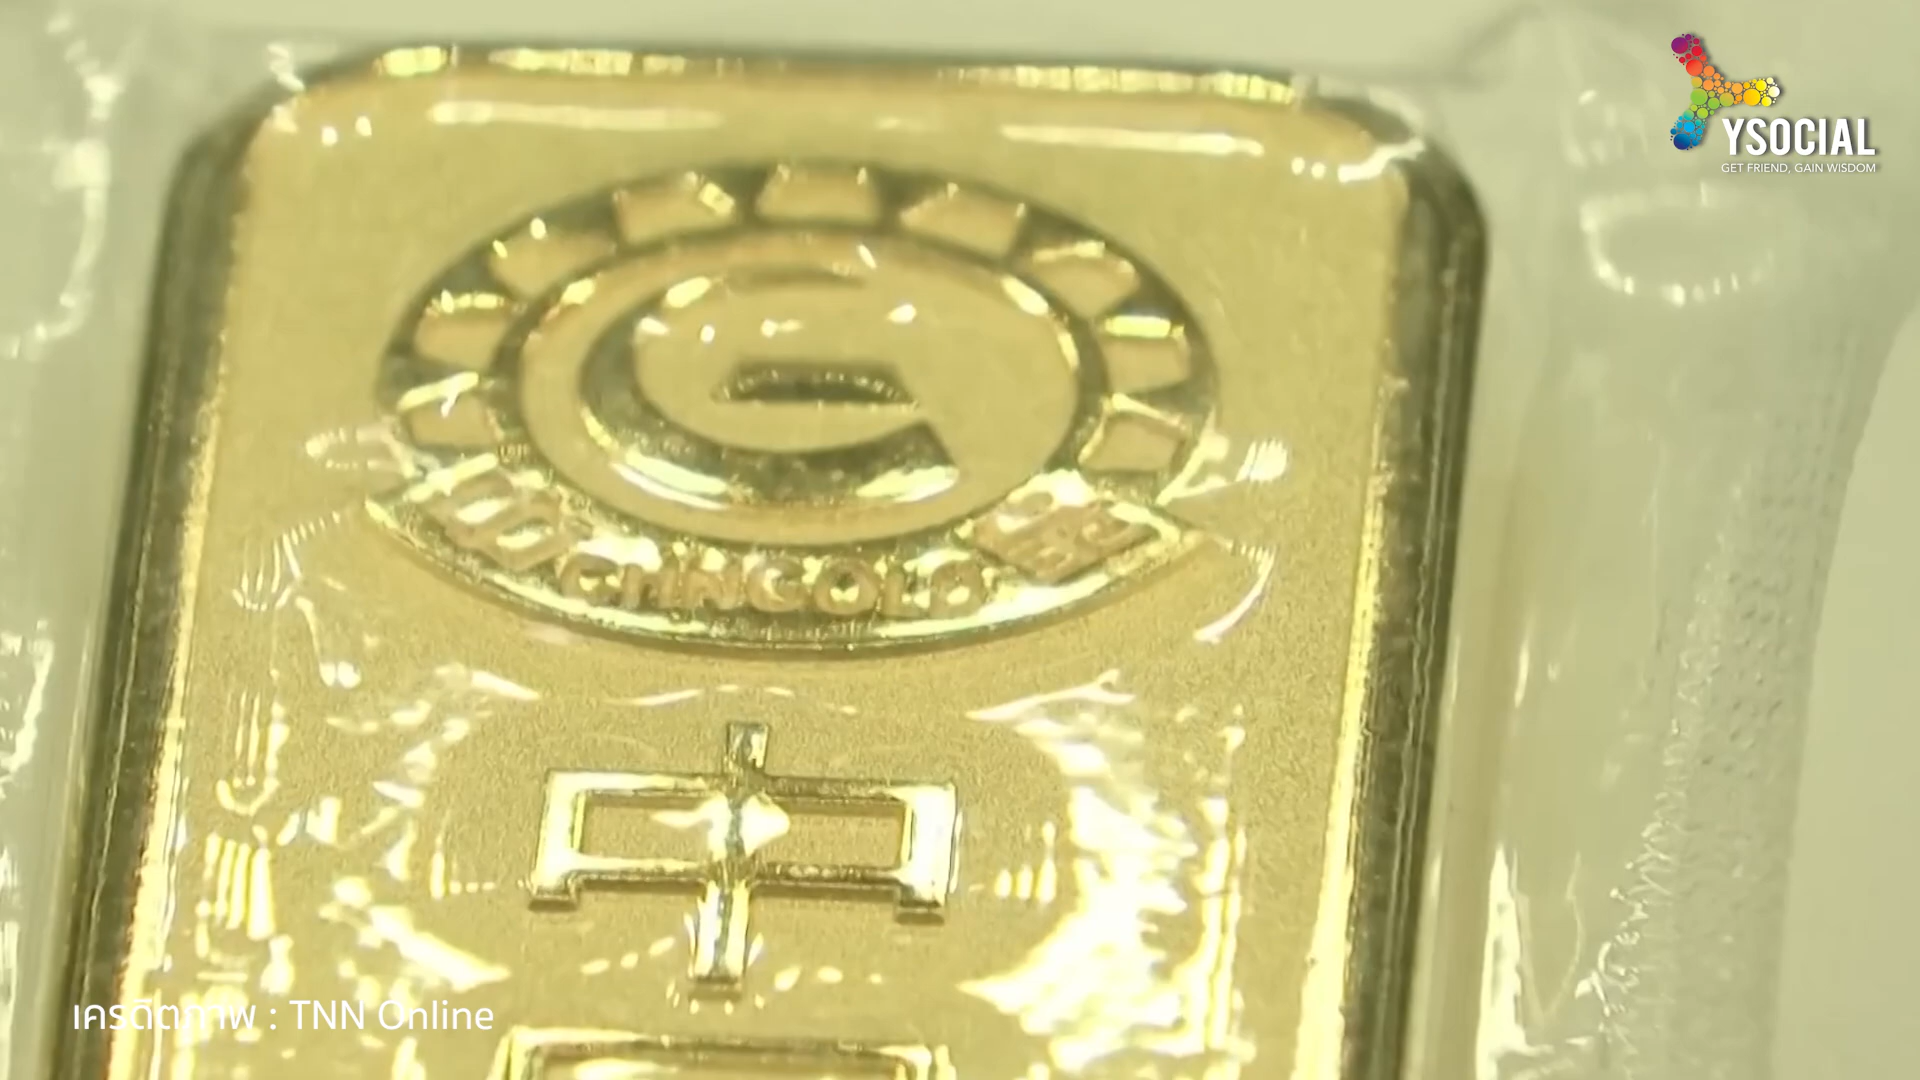 YSOCIAL
GET FRIEND, GAIN WISDOM
CHNGOLD
中
เครดิตภาพ : TNN Online